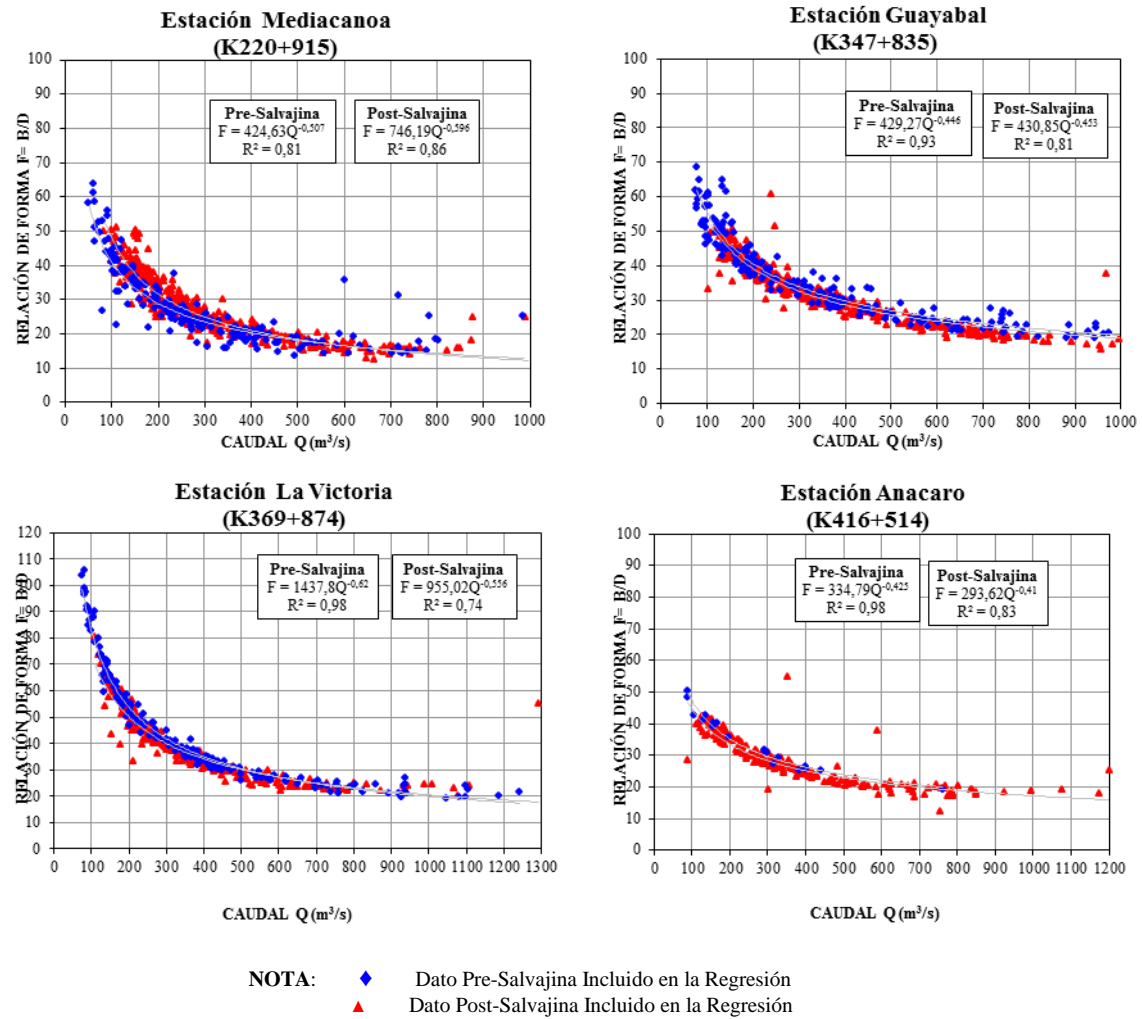 Estación Mediacanoa
(K220+915)
RELACIÓN DE FORMA F= B/D
100
90
80
70
60
50
40
30
20
10
0
Pre-Salvajina
F = 424,63Q-0,507
R² = 0,81
Post-Salvajina
F = 746,19Q-0,596
R² = 0,86
0 100 200 300 400 500 600 700 800 900 1000
CAUDAL Q (m³/s)
Estación Guayabal
(K347+835)
RELACIÓN DE FORMA F= B/D
100
90
80
70
60
50
40
30
20
10
0
Pre-Salvajina
F = 429,27Q-0,446
R² = 0,93
Post-Salvajina
F = 430,85Q-0,453
R² = 0,81
0 100 200 300 400 500 600 700 800 900 1000
CAUDAL Q (m³/s)
Estación La Victoria
(K369+874)
RELACIÓN DE FORMA F= B/D
120
110
100
90
80
70
60
50
40
30
20
10
0
Pre-Salvajina
F = 1437,8Q-0,62
R² = 0,98
Post-Salvajina
F = 955,02Q-0,556
R² = 0,74
0 100 200 300 400 500 600 700 800 900 1000 1100 1200 1300
CAUDAL Q (m³/s)
Estación Anacaro
(K416+514)
RELACIÓN DE FORMA F= B/D
100
90
80
70
60
50
40
30
20
10
0
Pre-Salvajina
F = 334,79Q-0,425
R² = 0,98
Post-Salvajina
F = 293,62Q-0,41
R² = 0,83
0 100 200 300 400 500 600 700 800 900 1000 1100 1200
CAUDAL Q (m³/s)
NOTA: Dato Pre-Salvajina Incluido en la Regresión
Dato Post-Salvajina Incluido en la Regresión